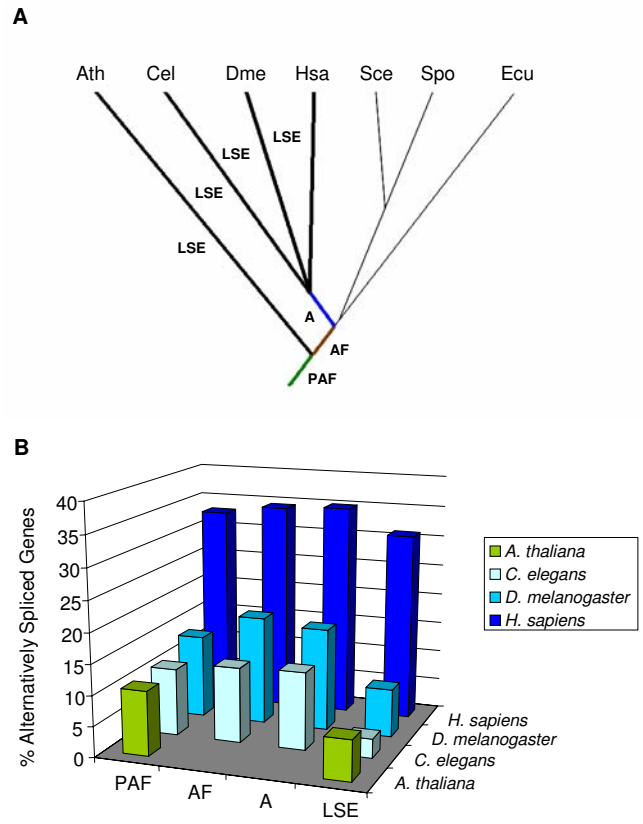 A
Ath Cel Dme Hsa Sce Spo Ecu
LSE
LSE
LSE
LSE
A
AF
PAF
B
% Alternatively Spliced Genes
40
35
30
25
20
15
10
5
0
PAF AF A LSE
H. sapiens
D. melanogaster
C. elegans
A. thaliana
A. thaliana
C. elegans
D. melanogaster
H. sapiens